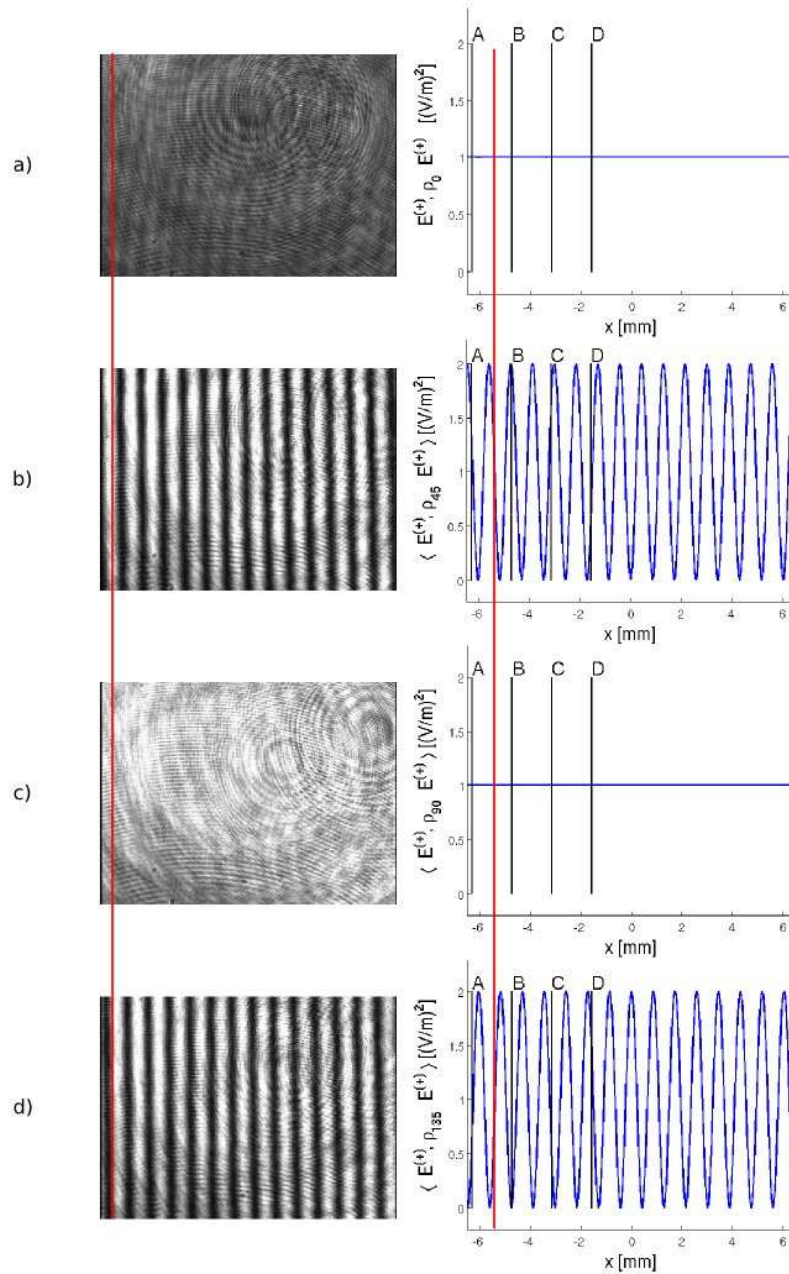 a)
A B C D
E⁽⁺⁾, ρ₀ E⁽⁺⁾ [(V/m)²]
2
1.5
1
0.5
0
-6 -4 -2 0 2 4 6
x [mm]
b)
A B C D
⟨ E⁽⁺⁾, ρ₄₅ E⁽⁺⁾ ⟩ [(V/m)²]
2
1.5
1
0.5
0
-6 -4 -2 0 2 4 6
x [mm]
c)
A B C D
⟨ E⁽⁺⁾, ρ₉₀ E⁽⁺⁾ ⟩ [(V/m)²]
2
1.5
1
0.5
0
-6 -4 -2 0 2 4 6
x [mm]
d)
A B C D
⟨ E⁽⁺⁾, ρ₁₃₅ E⁽⁺⁾ ⟩ [(V/m)²]
2
1.5
1
0.5
0
-6 -4 -2 0 2 4 6
x [mm]